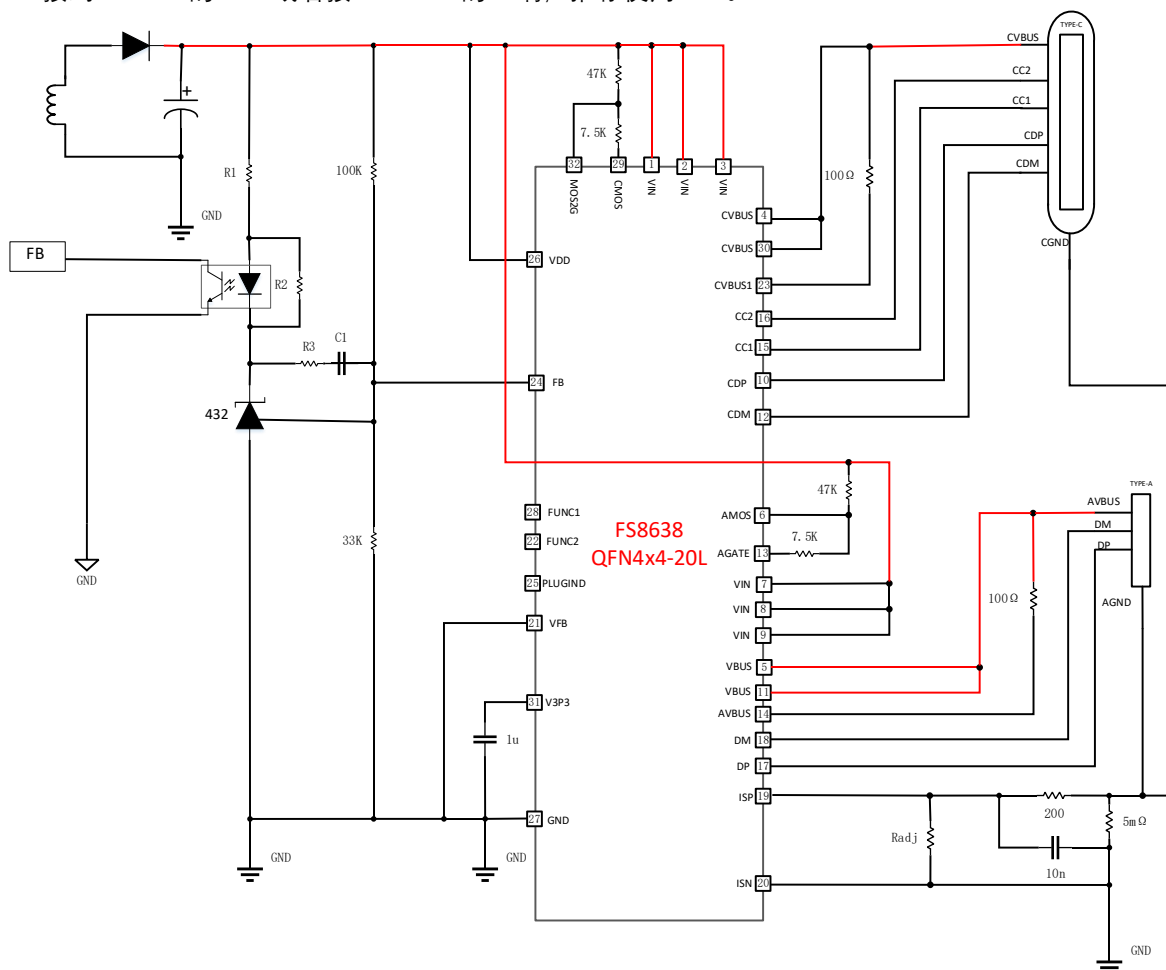 TYPE-C
CVBUS
CC2
CC1
CDP
CDM
CGND
47K
7.5K
R1
100K
GND
FB
R2
R3
C1
432
33K
GND
32
29
1
2
3
MOS2G
CMOS
VIN
VIN
VIN
100Ω
CVBUS 4
CVBUS 30
CVBUS1 23
CC2 16
CC1 15
CDP 10
CDM 12
26 VDD
24 FB
28 FUNC1
22 FUNC2
25 PLUGIND
21 VFB
31 V3P3
1u
27 GND
GND
GND
FS8638
QFN4x4-20L
47K
AMOS 6
7.5K
AGATE 13
VIN 7
VIN 8
VIN 9
VBUS 5
VBUS 11
AVBUS 14
DM 18
DP 17
ISP 19
ISN 20
TYPE-A
AVBUS
DM
DP
AGND
100Ω
200
5mΩ
Radj
10n
GND